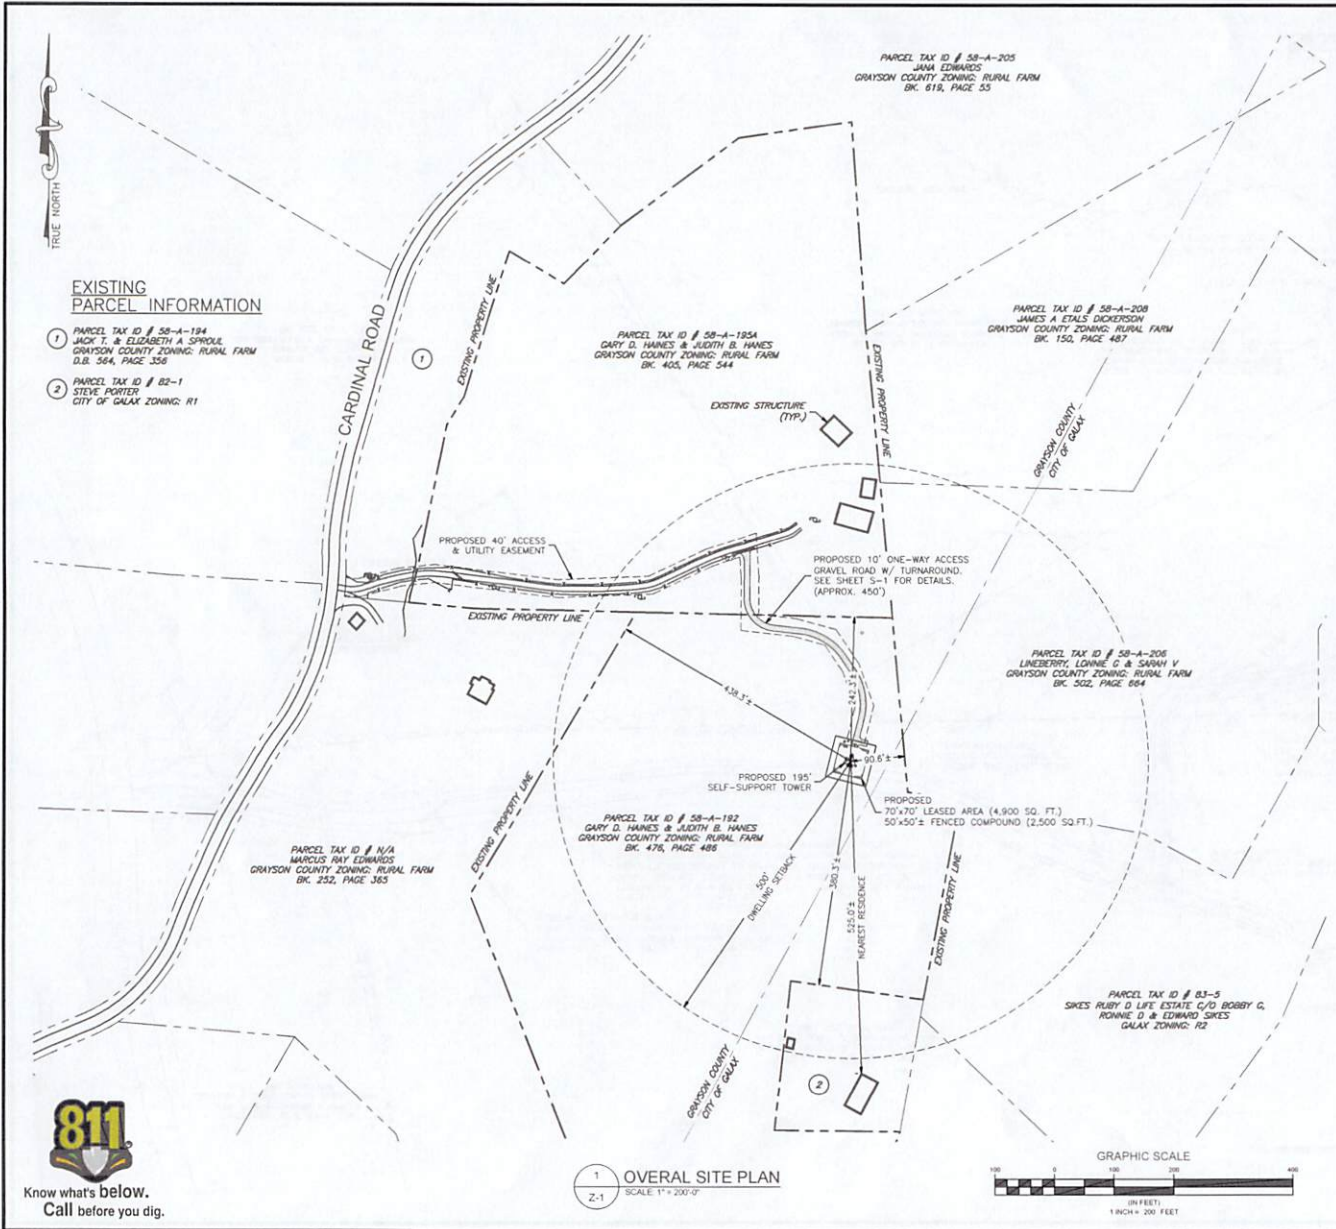 PARCEL TAX ID # 58-A-205
JANA EDWARDS
GRAYSON COUNTY ZONING: RURAL FARM
BK. 619, PAGE 55
TRUE NORTH
EXISTING
PARCEL INFORMATION
1 PARCEL TAX ID # 58-A-194
JACK T. & ELIZABETH A SPROUL
GRAYSON COUNTY ZONING: RURAL FARM
D.B. 564, PAGE 356
2 PARCEL TAX ID # 82-1
STEVE PORTER
CITY OF GALAX ZONING: R1
CARDINAL ROAD
1
EXISTING PROPERTY LINE
PARCEL TAX ID # 58-A-195A
GARY D. HAINES & JUDITH B. HANES
GRAYSON COUNTY ZONING: RURAL FARM
BK. 405, PAGE 544
EXISTING STRUCTURE
(TYP.)
EXISTING PROPERTY LINE
PARCEL TAX ID # 58-A-208
JAMES A ETALS DICKERSON
GRAYSON COUNTY ZONING: RURAL FARM
BK. 150, PAGE 487
GRAYSON COUNTY
CITY OF GALAX
PROPOSED 40' ACCESS
& UTILITY EASEMENT
PROPOSED 10' ONE-WAY ACCESS
GRAVEL ROAD W/ TURNAROUND.
SEE SHEET S-1 FOR DETAILS.
(APPROX. 450')
EXISTING PROPERTY LINE
PARCEL TAX ID # 58-A-206
LINEBERRY, LONNIE G & SARAH V
GRAYSON COUNTY ZONING: RURAL FARM
BK. 502, PAGE 664
438.3'±
242.3'±
90.6'±
PROPOSED 195'
SELF-SUPPORT TOWER
PROPOSED
70'x70' LEASED AREA (4,900 SQ. FT.)
50'x50'± FENCED COMPOUND (2,500 SQ.FT.)
EXISTING PROPERTY LINE
PARCEL TAX ID # 58-A-192
GARY D. HAINES & JUDITH B. HANES
GRAYSON COUNTY ZONING: RURAL FARM
BK. 476, PAGE 486
PARCEL TAX ID # N/A
MARCUS RAY EDWARDS
GRAYSON COUNTY ZONING: RURAL FARM
BK. 252, PAGE 365
500'
DWELLING SETBACK
380.3'±
525.0'±
NEAREST RESIDENCE
EXISTING PROPERTY LINE
PARCEL TAX ID # 83-5
SIKES RUBY D LIFE ESTATE C/O BOBBY G,
RONNIE D & EDWARD SIKES
GALAX ZONING: R2
GRAYSON COUNTY
CITY OF GALAX
2
811
Know what's below.
Call before you dig.
1
Z-1
OVERAL SITE PLAN
SCALE: 1" = 200'-0"
GRAPHIC SCALE
100 0 100 200 400
(IN FEET)
1 INCH = 200 FEET